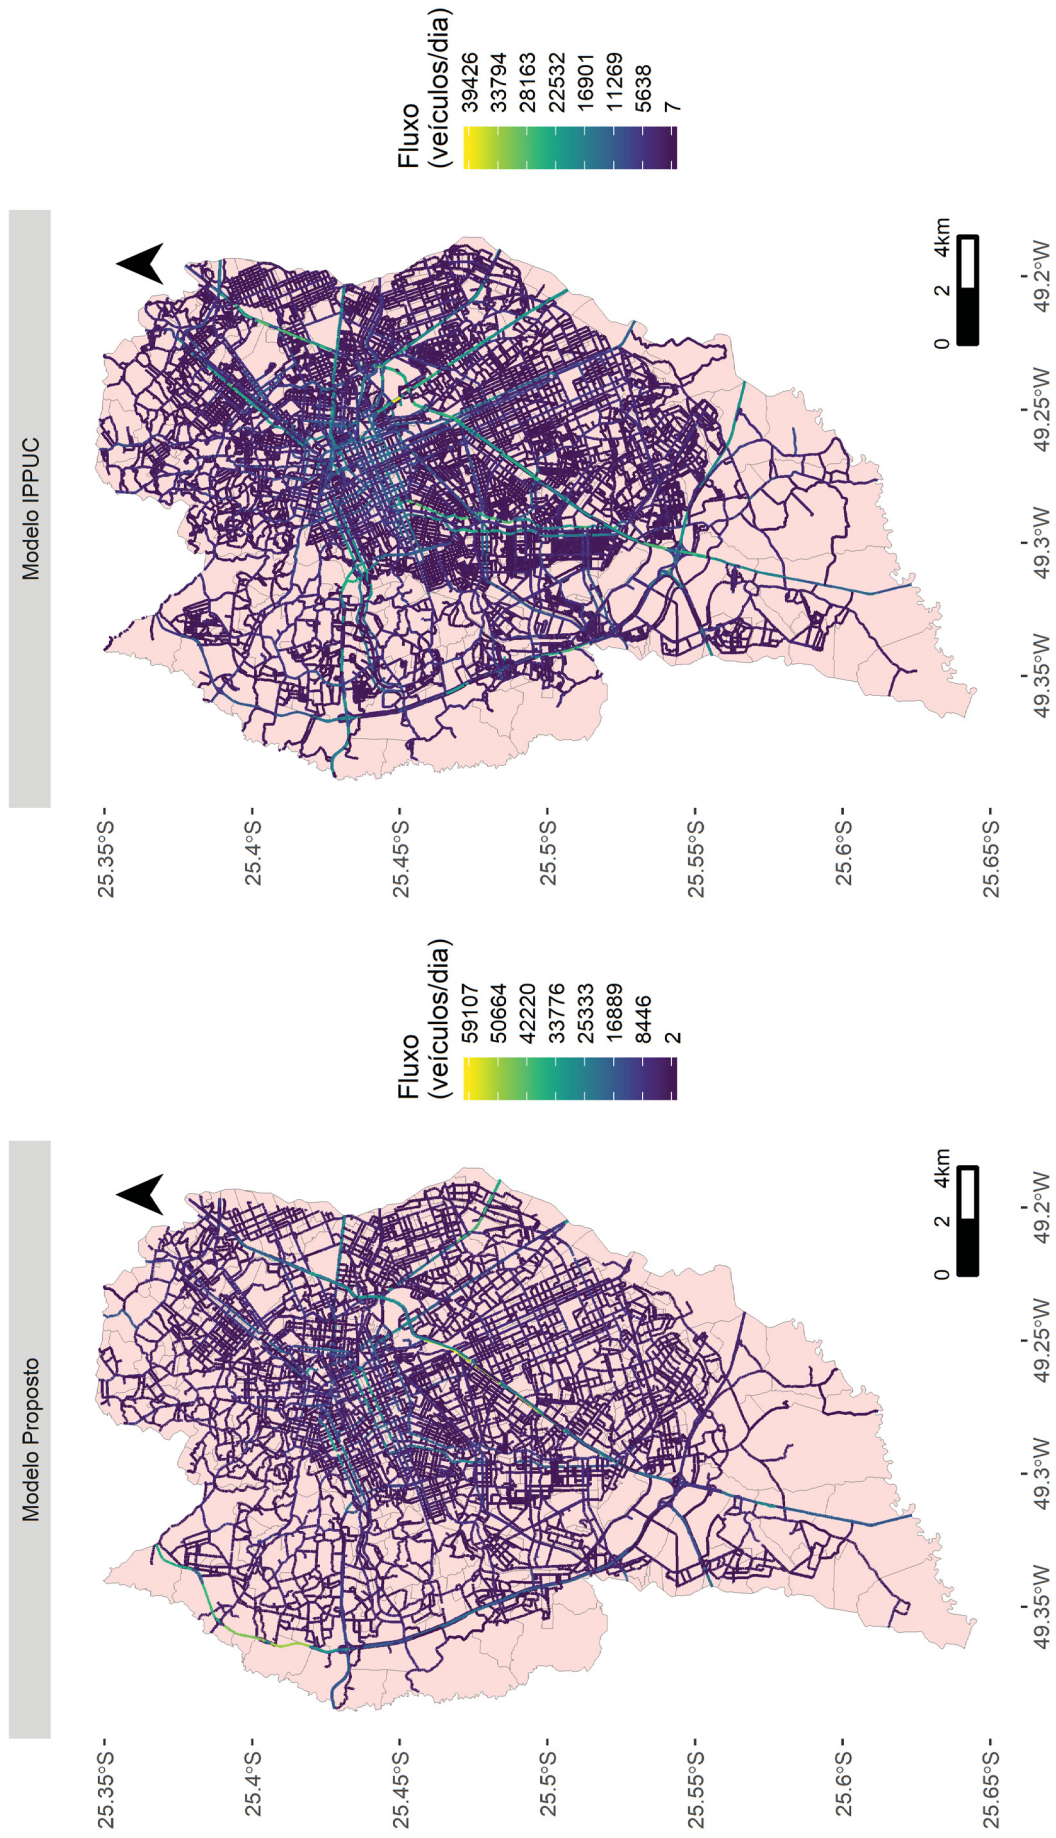 Modelo Proposto
25.35°S
25.4°S
25.45°S
25.5°S
25.55°S
25.6°S
25.65°S
49.35°W
49.3°W
49.25°W
49.2°W
0
2
4km
Fluxo
(veículos/dia)
59107
50664
42220
33776
25333
16889
8446
2
Modelo IPPUC
25.35°S
25.4°S
25.45°S
25.5°S
25.55°S
25.6°S
25.65°S
49.35°W
49.3°W
49.25°W
49.2°W
0
2
4km
Fluxo
(veículos/dia)
39426
33794
28163
22532
16901
11269
5638
7